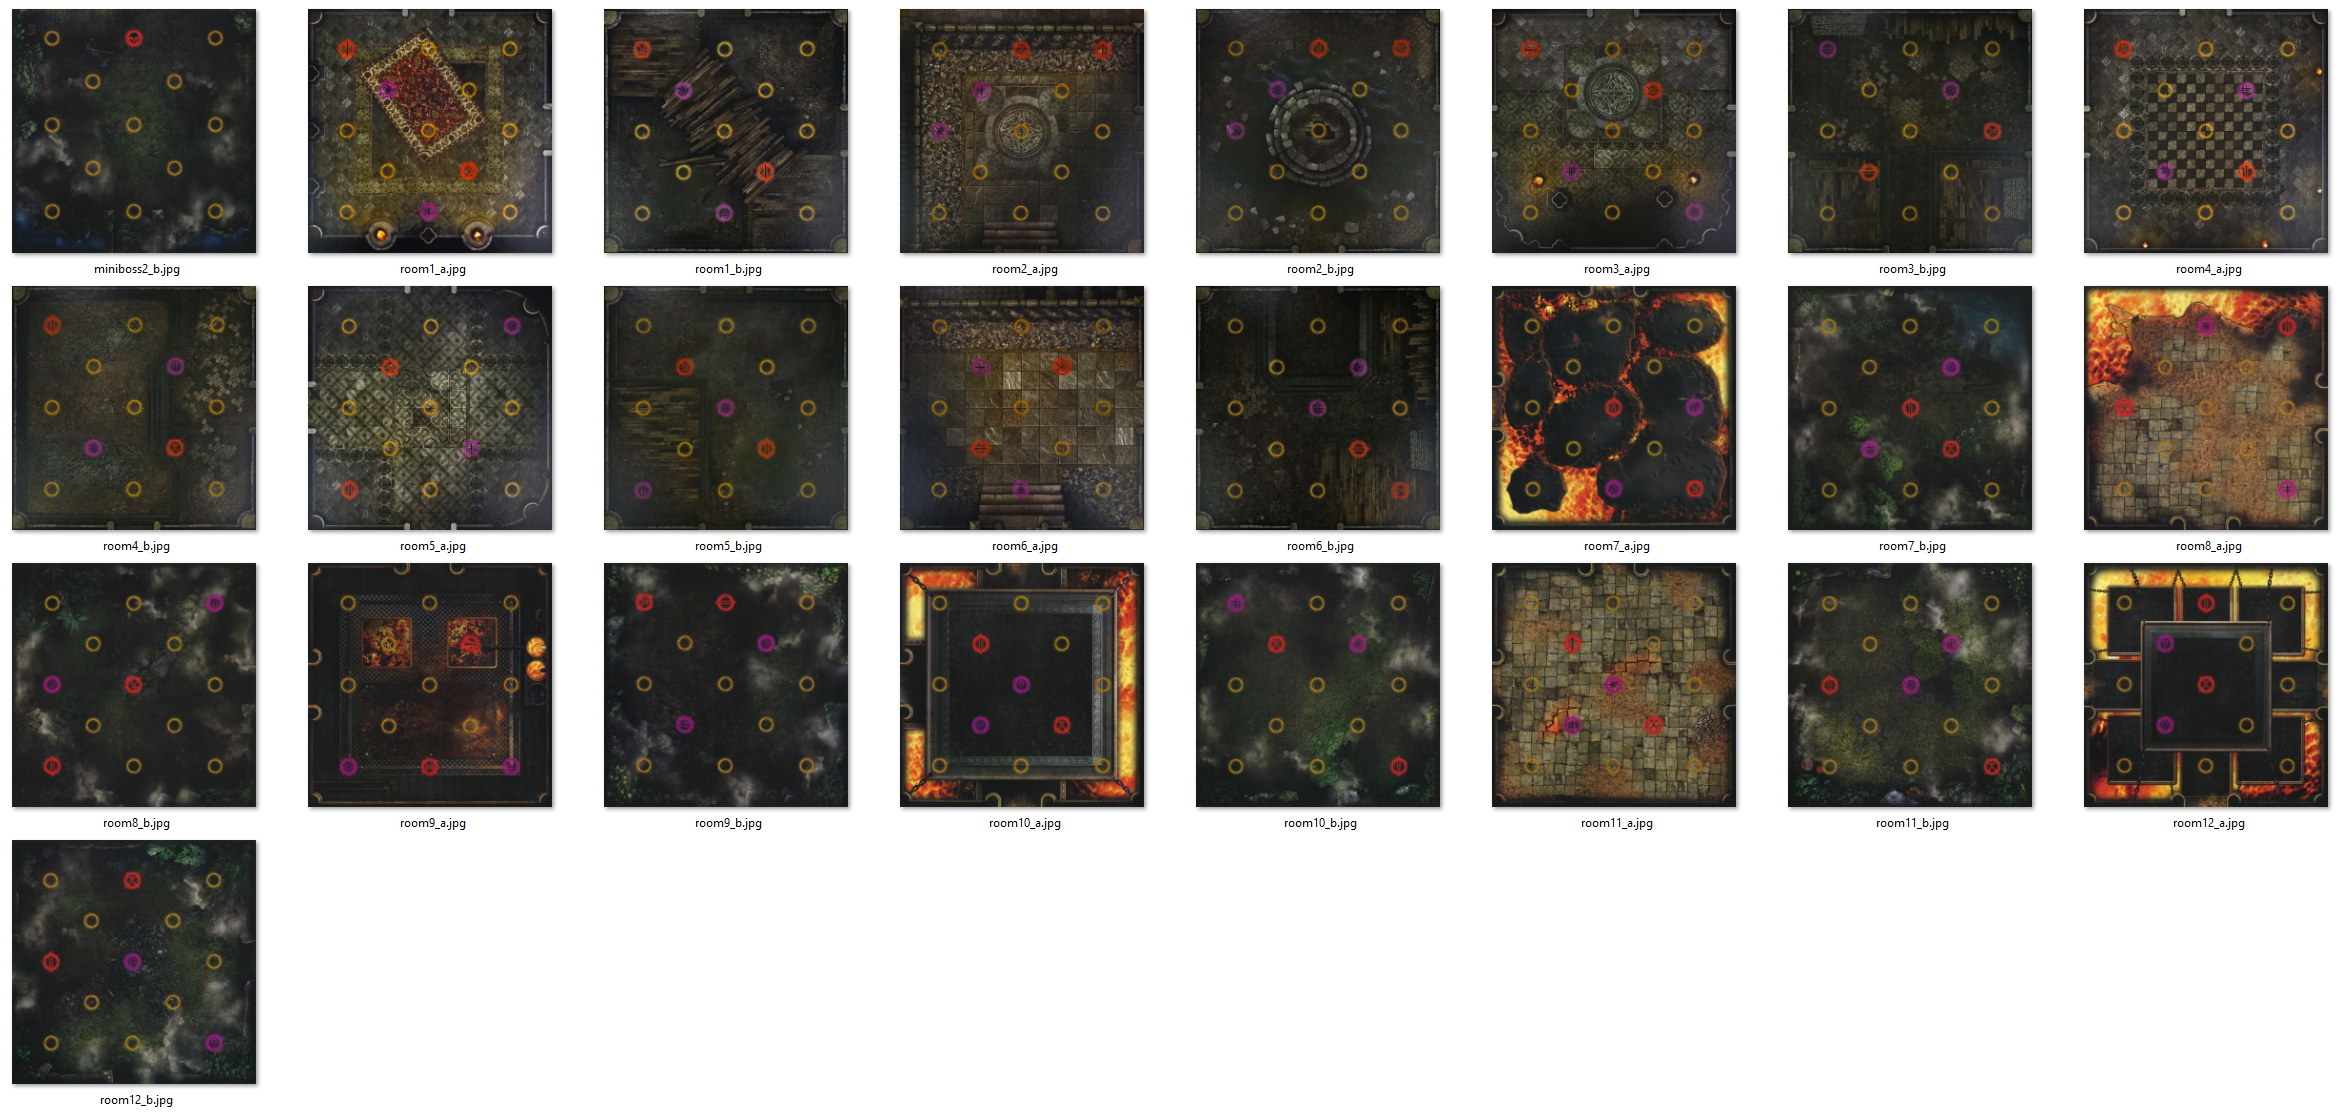 miniboss2_b.jpg
room1_a.jpg
room1_b.jpg
room2_a.jpg
room2_b.jpg
room3_a.jpg
room3_b.jpg
room4_a.jpg
room4_b.jpg
room5_a.jpg
room5_b.jpg
room6_a.jpg
room6_b.jpg
room7_a.jpg
room7_b.jpg
room8_a.jpg
room8_b.jpg
room9_a.jpg
room9_b.jpg
room10_a.jpg
room10_b.jpg
room11_a.jpg
room11_b.jpg
room12_a.jpg
room12_b.jpg